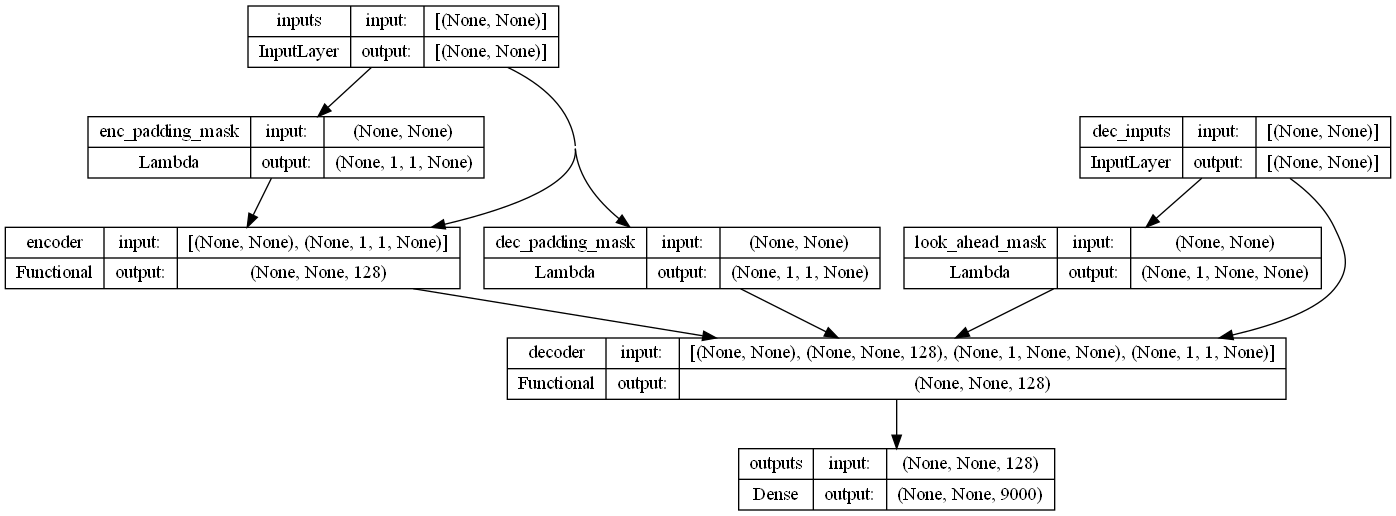 inputs input: [(None, None)]
InputLayer output: [(None, None)]
enc_padding_mask input: (None, None)
Lambda output: (None, 1, 1, None)
dec_inputs input: [(None, None)]
InputLayer output: [(None, None)]
encoder input: [(None, None), (None, 1, 1, None)]
Functional output: (None, None, 128)
dec_padding_mask input: (None, None)
Lambda output: (None, 1, 1, None)
look_ahead_mask input: (None, None)
Lambda output: (None, 1, None, None)
decoder input: [(None, None), (None, None, 128), (None, 1, None, None), (None, 1, 1, None)]
Functional output: (None, None, 128)
outputs input: (None, None, 128)
Dense output: (None, None, 9000)